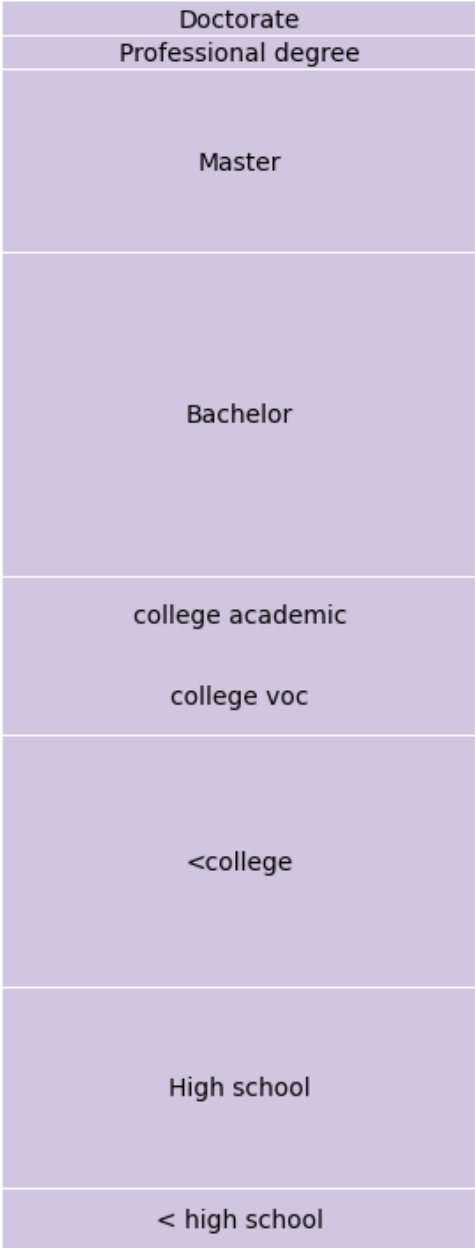 Doctorate
Professional degree
Master
Bachelor
college academic
college voc
<college
High school
< high school